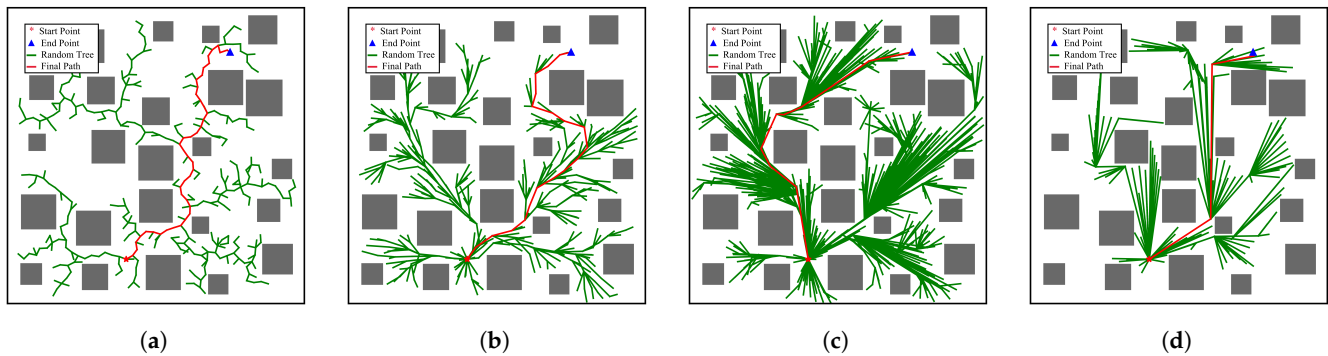 * Start Point
▲ End Point
Random Tree
Final Path
* Start Point
▲ End Point
Random Tree
Final Path
* Start Point
▲ End Point
Random Tree
Final Path
* Start Point
▲ End Point
Random Tree
Final Path
(a) (b) (c) (d)